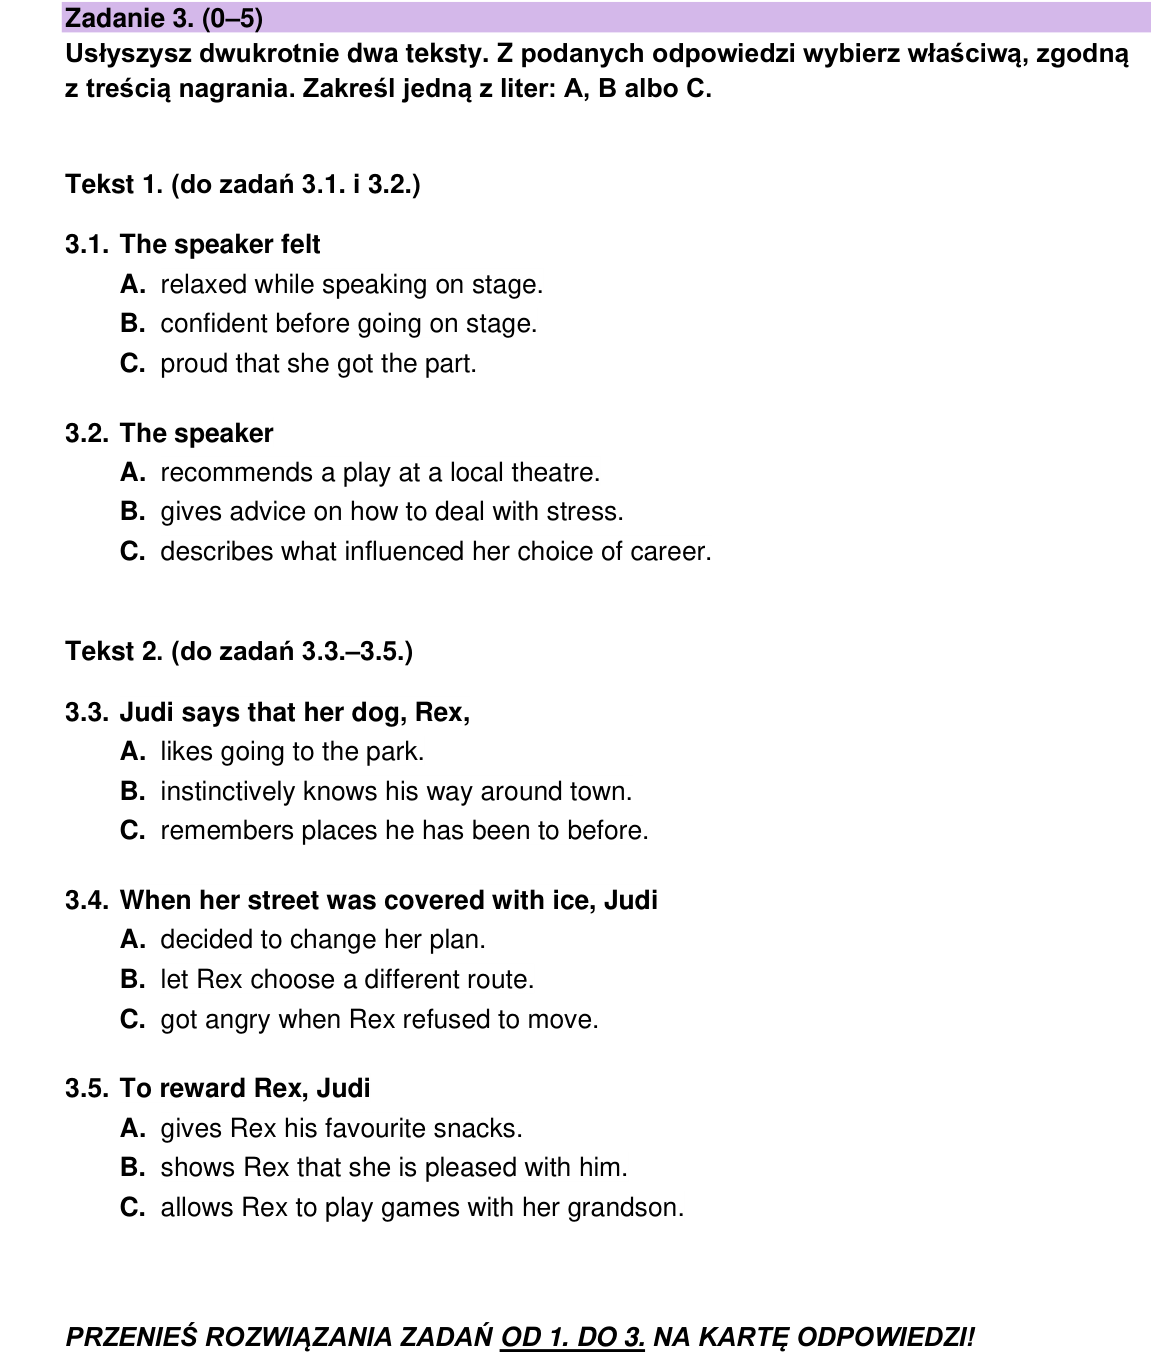 Zadanie 3. (0–5)
Usłyszysz dwukrotnie dwa teksty. Z podanych odpowiedzi wybierz właściwą, zgodną
z treścią nagrania. Zakreśl jedną z liter: A, B albo C.
Tekst 1. (do zadań 3.1. i 3.2.)
3.1. The speaker felt
A. relaxed while speaking on stage.
B. confident before going on stage.
C. proud that she got the part.
3.2. The speaker
A. recommends a play at a local theatre.
B. gives advice on how to deal with stress.
C. describes what influenced her choice of career.
Tekst 2. (do zadań 3.3.–3.5.)
3.3. Judi says that her dog, Rex,
A. likes going to the park.
B. instinctively knows his way around town.
C. remembers places he has been to before.
3.4. When her street was covered with ice, Judi
A. decided to change her plan.
B. let Rex choose a different route.
C. got angry when Rex refused to move.
3.5. To reward Rex, Judi
A. gives Rex his favourite snacks.
B. shows Rex that she is pleased with him.
C. allows Rex to play games with her grandson.
PRZENIEŚ ROZWIĄZANIA ZADAŃ OD 1. DO 3. NA KARTĘ ODPOWIEDZI!